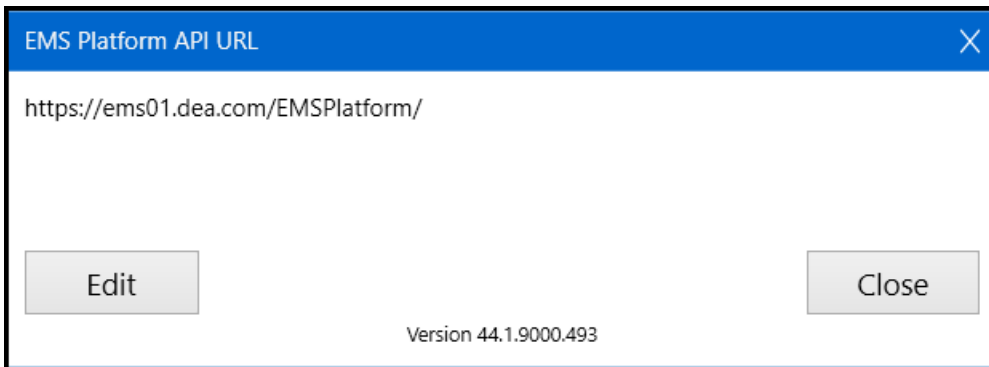 EMS Platform API URL
https://ems01.dea.com/EMSPlatform/
Edit
Close
Version 44.1.9000.493